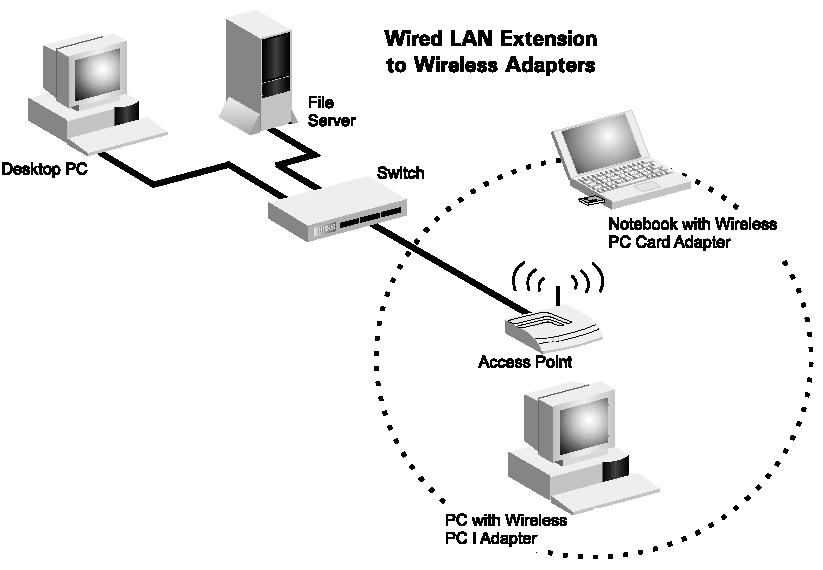 Wired LAN Extension
to Wireless Adapters
File
Server
Desktop PC
Switch
Notebook with Wireless
PC Card Adapter
Access Point
PC with Wireless
PC I Adapter